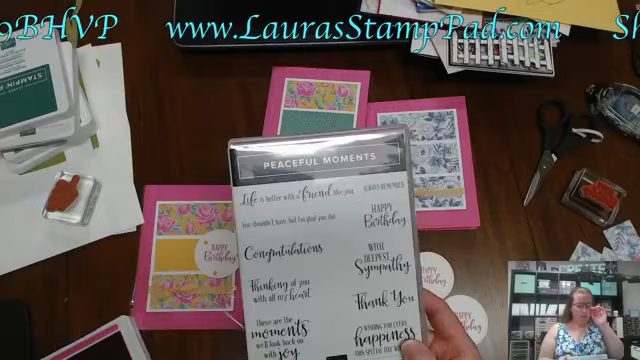 9BHVP
www.LaurasStampPad.com
Sh
STAMPIN'
PEACEFUL MOMENTS
Life is better with a friend like you.
ALWAYS REMEMBER
You shouldn't have, but I'm glad you did.
HAPPY
Birthday
Congratulations
WITH
DEEPEST
Sympathy
Thinking of you
with all my heart.
Thank You
These are the
moments
we'll look back on
with joy
WISHING YOU EVERY
happiness
THIS SPECIAL DAY
HAPPY
Birthday